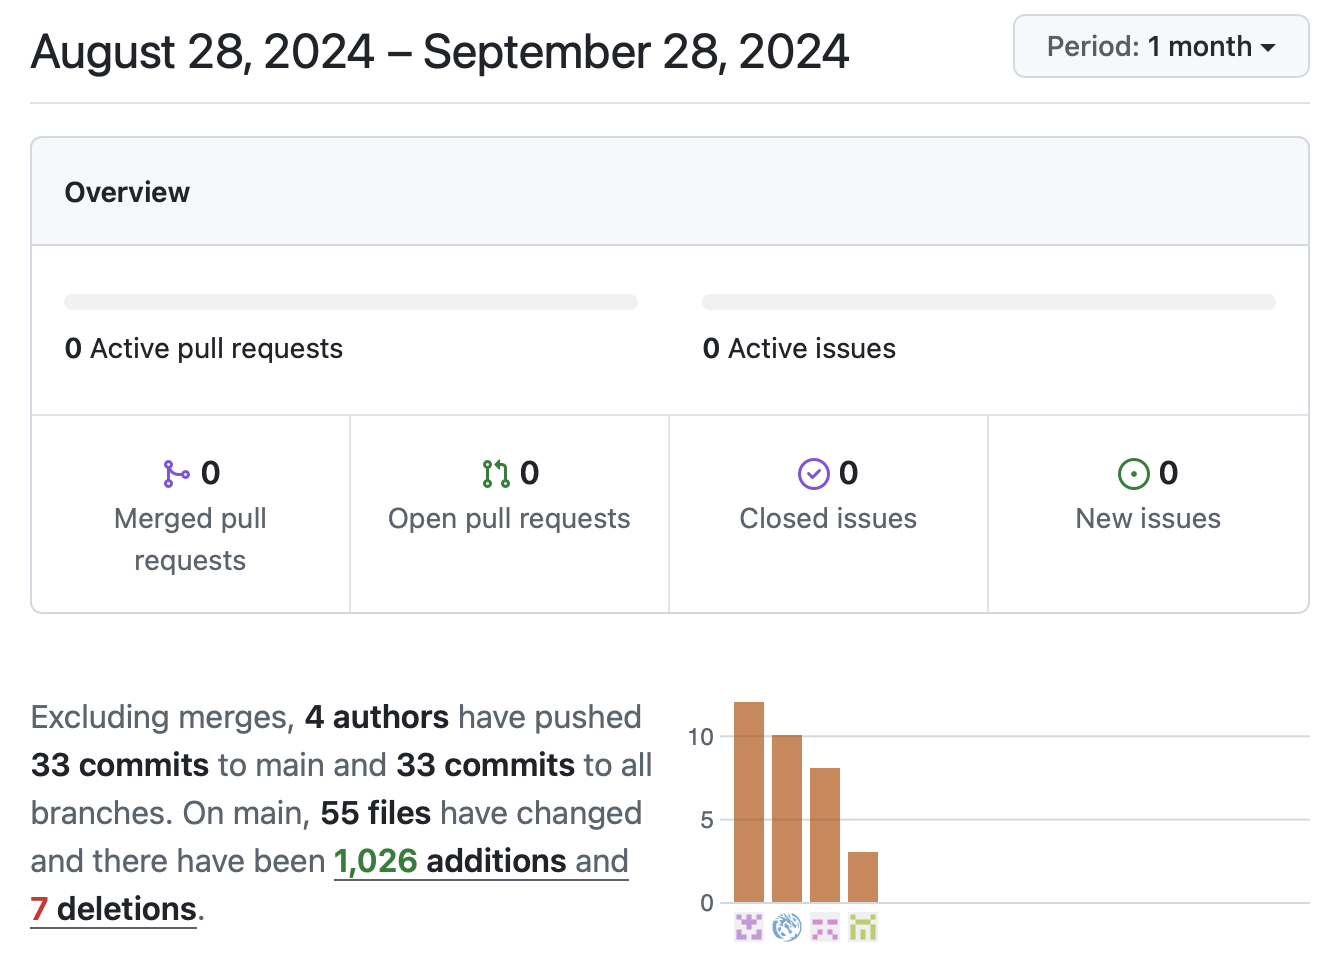 August 28, 2024 – September 28, 2024
Period: 1 month
Overview
0 Active pull requests
0 Active issues
0
Merged pull
requests
0
Open pull requests
0
Closed issues
0
New issues
Excluding merges, 4 authors have pushed
33 commits to main and 33 commits to all
branches. On main, 55 files have changed
and there have been 1,026 additions and
7 deletions.
10
5
0